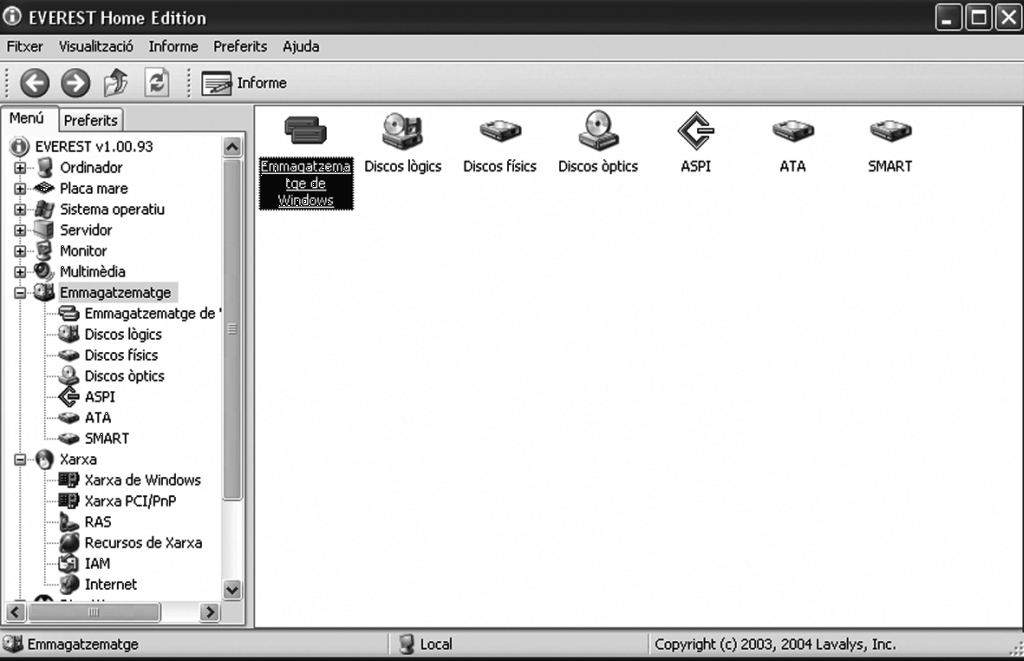 EVEREST Home Edition
Fitxer Visualització Informe Preferits Ajuda
Informe
Menú Preferits
EVEREST v1.00.93
Ordinador
Placa mare
Sistema operatiu
Servidor
Monitor
Multimèdia
Emmagatzematge
Emmagatzematge de
Discos lògics
Discos físics
Discos òptics
ASPI
ATA
SMART
Xarxa
Xarxa de Windows
Xarxa PCI/PnP
RAS
Recursos de Xarxa
IAM
Internet
Emmagatzema
tge de
Windows
Discos lògics
Discos físics
Discos òptics
ASPI
ATA
SMART
Emmagatzematge
Local
Copyright (c) 2003, 2004 Lavalys, Inc.